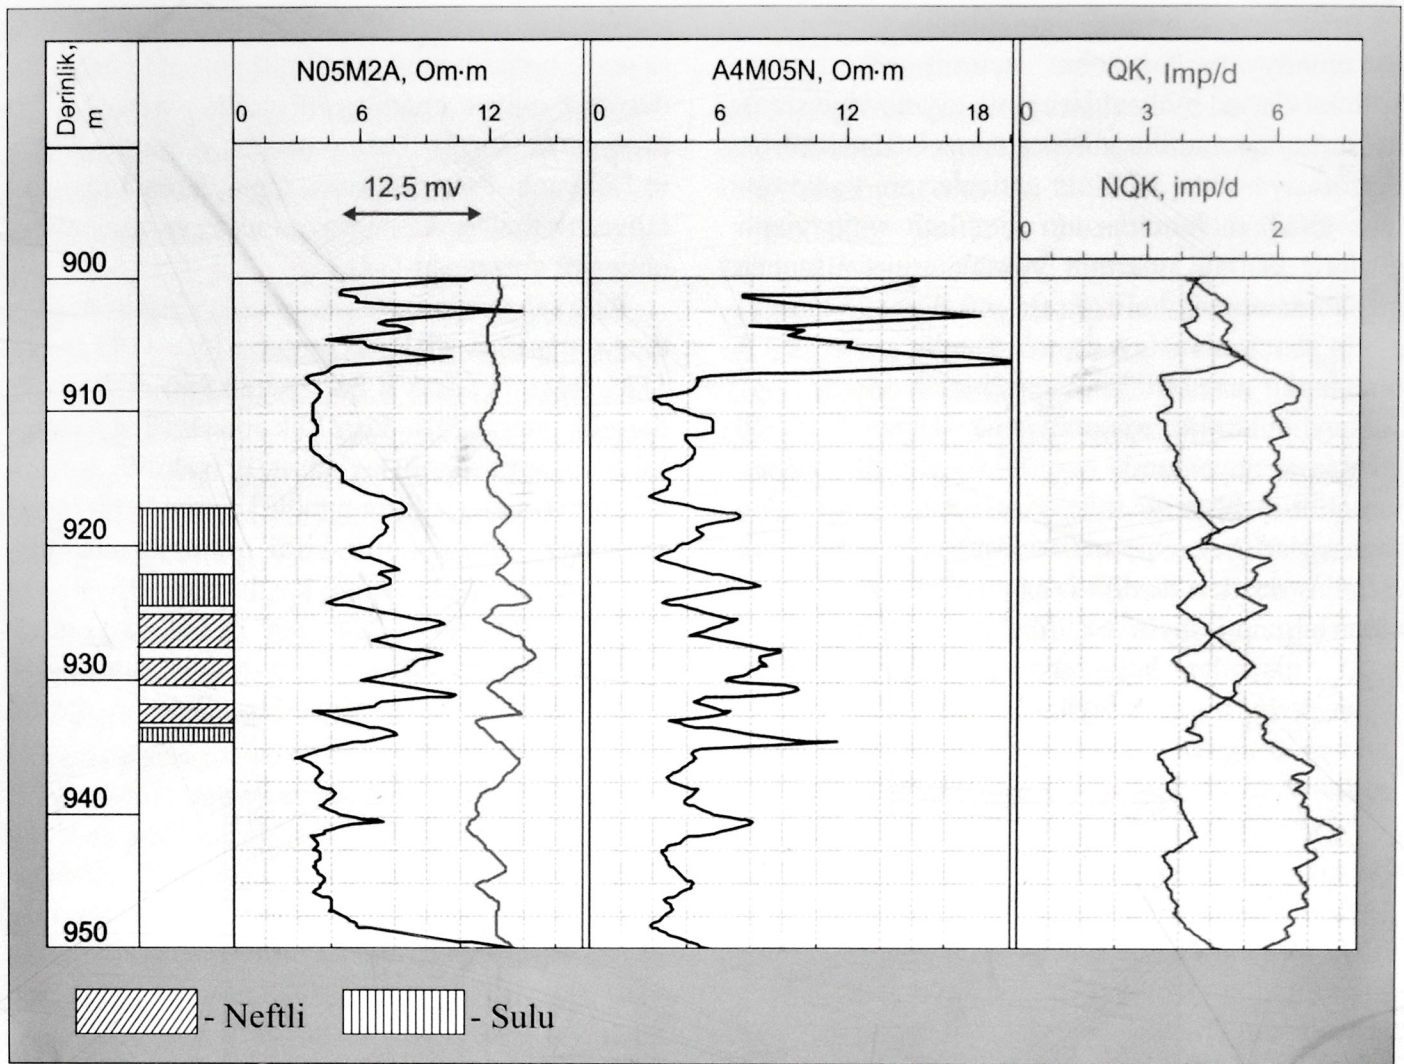 Dərinlik,
m
N05M2A, Om·m
0 6 12
12,5 mv
A4M05N, Om·m
0 6 12 18
QK, Imp/d
0 3 6
NQK, imp/d
0 1 2
900
910
920
930
940
950
- Neftli
- Sulu